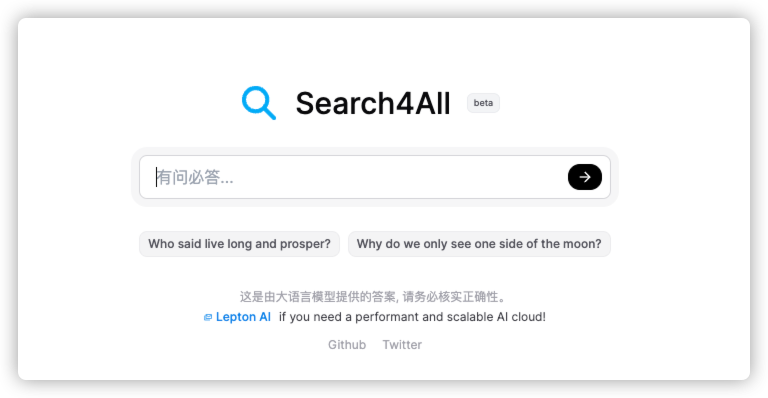 Search4All beta
有问必答...
Who said live long and prosper? Why do we only see one side of the moon?
这是由大语言模型提供的答案, 请务必核实正确性。
Lepton AI if you need a performant and scalable AI cloud!
Github Twitter